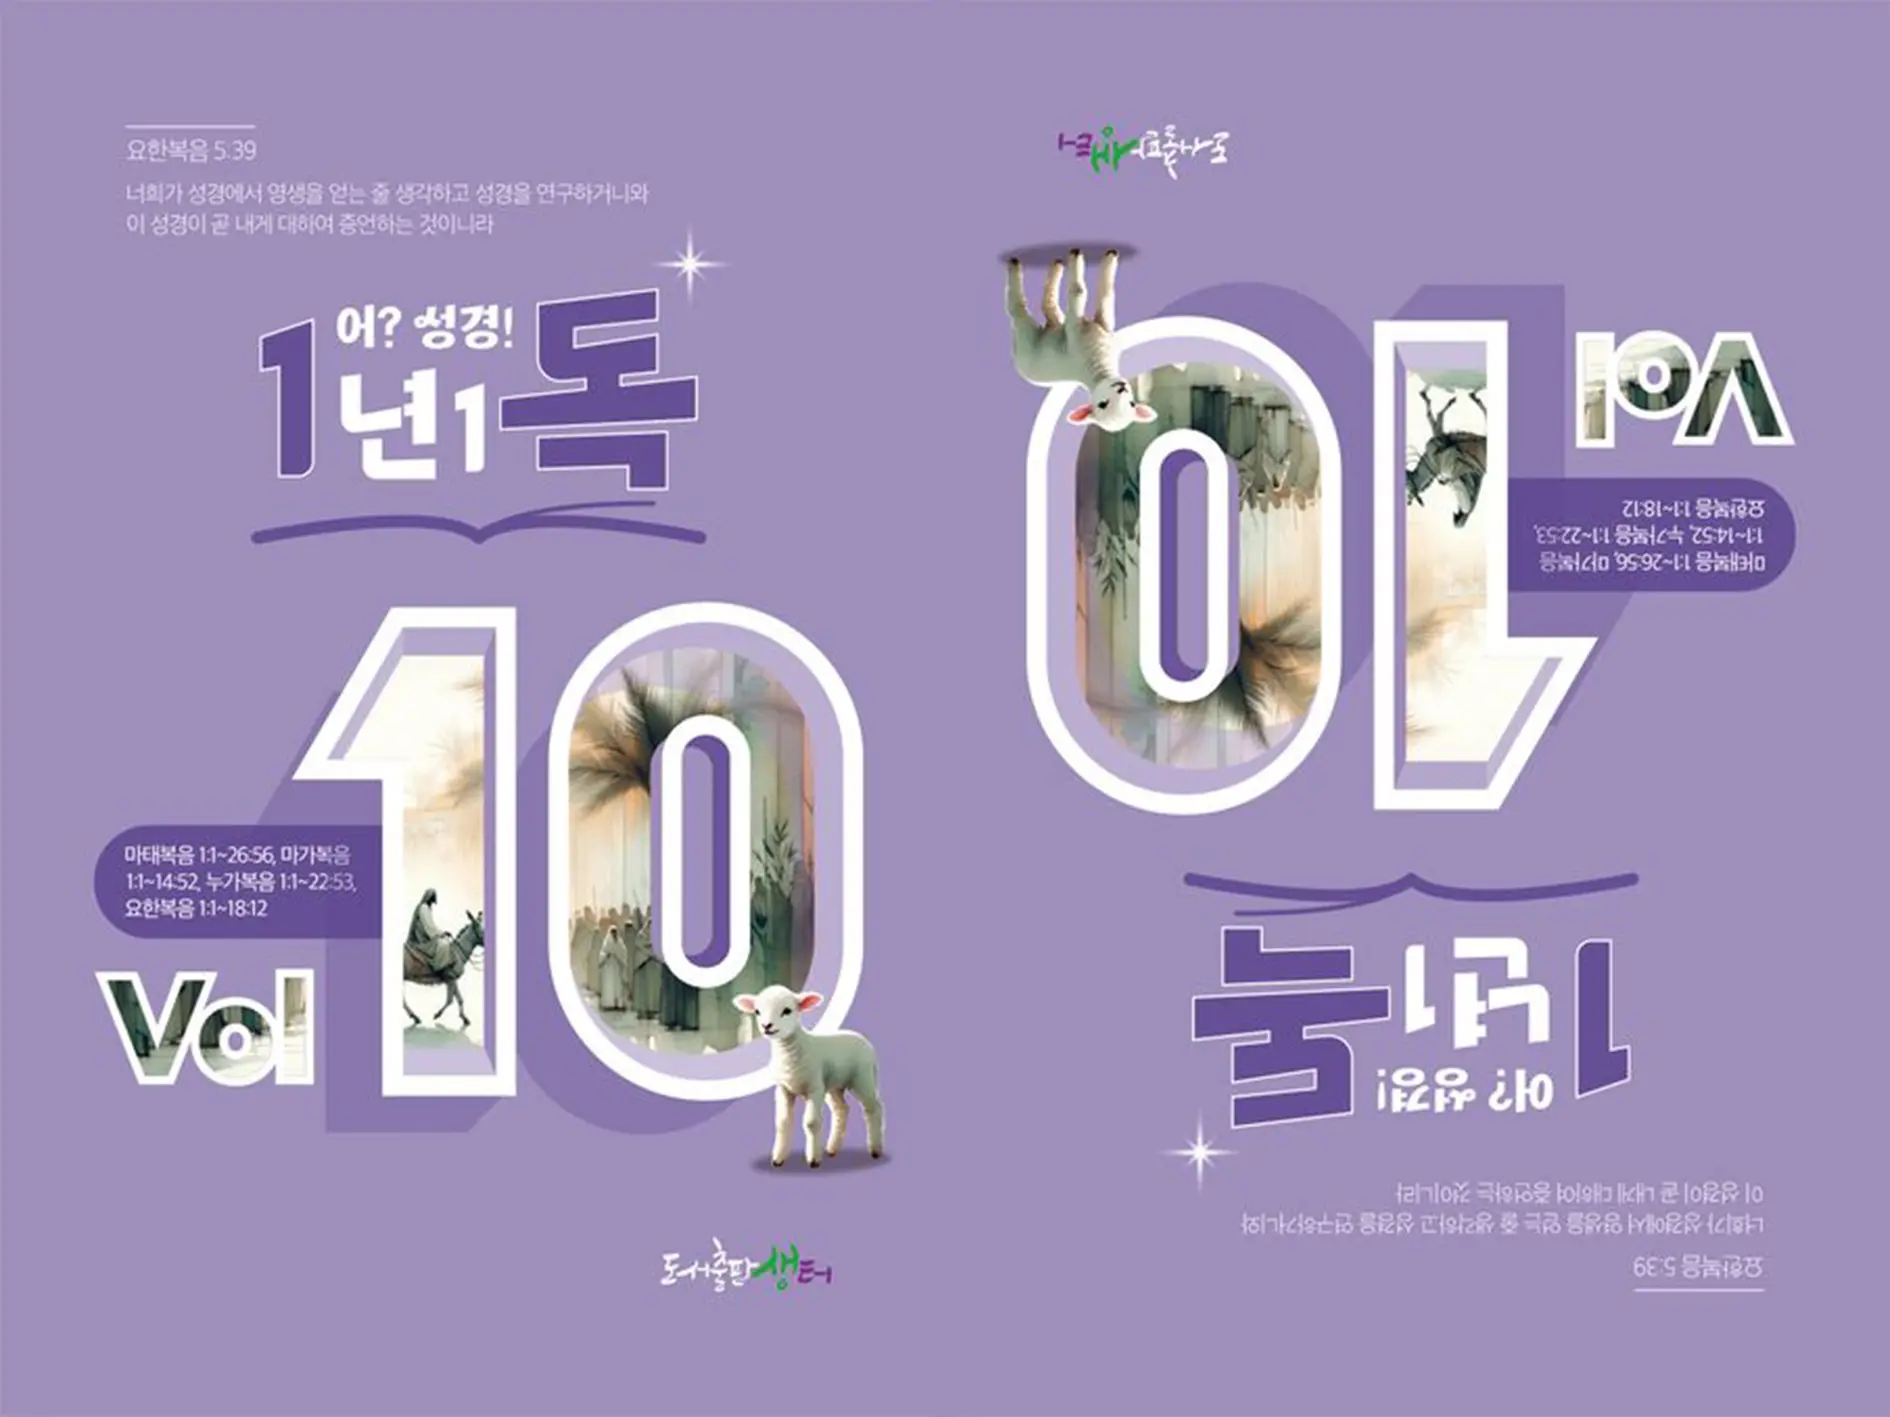 요한복음 5:39
너희가 성경에서 영생을 얻는 줄 생각하고 성경을 연구하거니와
이 성경이 곧 내게 대하여 증언하는 것이니라
어? 성경!
1년1독
마태복음 1:1~26:56, 마가복음
1:1~14:52, 누가복음 1:1~22:53,
요한복음 1:1~18:12
Vol 10
도서출판생터
도서출판생터
Vol 10
마태복음 1:1~26:56, 마가복음
1:1~14:52, 누가복음 1:1~22:53,
요한복음 1:1~18:12
1년1독
어? 성경!
요한복음 5:39
너희가 성경에서 영생을 얻는 줄 생각하고 성경을 연구하거니와
이 성경이 곧 내게 대하여 증언하는 것이니라